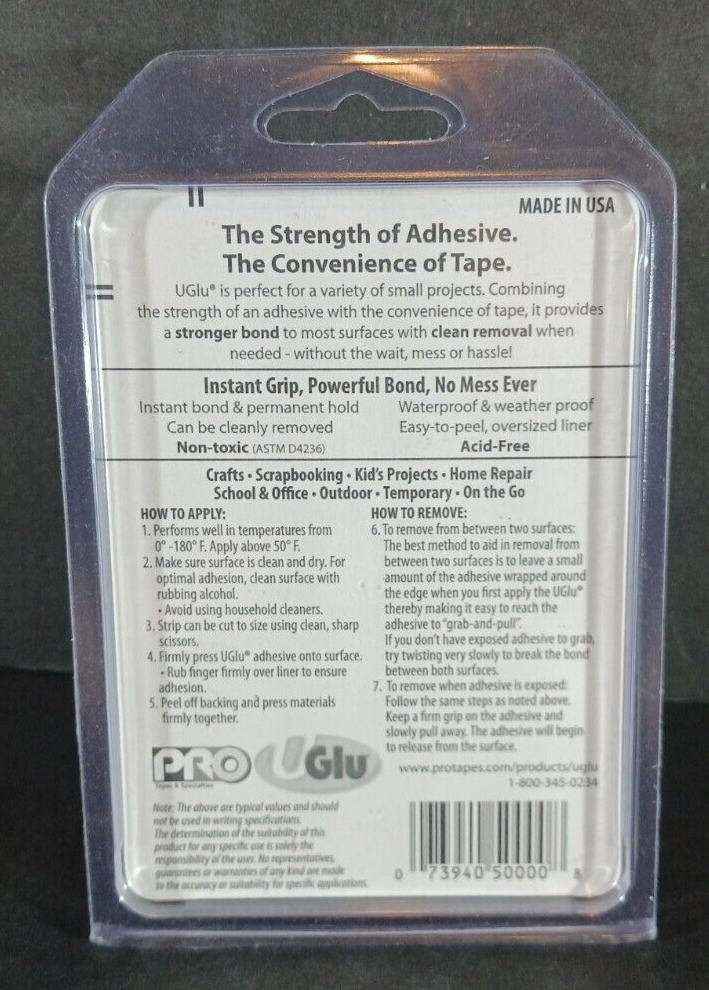 MADE IN USA
The Strength of Adhesive.
The Convenience of Tape.
UGlu® is perfect for a variety of small projects. Combining
the strength of an adhesive with the convenience of tape, it provides
a stronger bond to most surfaces with clean removal when
needed - without the wait, mess or hassle!
Instant Grip, Powerful Bond, No Mess Ever
Instant bond & permanent hold
Waterproof & weather proof
Can be cleanly removed
Easy-to-peel, oversized liner
Non-toxic (ASTM D4236)
Acid-Free
Crafts • Scrapbooking • Kid's Projects • Home Repair
School & Office • Outdoor • Temporary • On the Go
HOW TO APPLY:
1. Performs well in temperatures from
0° -180° F. Apply above 50° F.
2. Make sure surface is clean and dry. For
optimal adhesion, clean surface with
rubbing alcohol.
• Avoid using household cleaners.
3. Strip can be cut to size using clean, sharp
scissors.
4. Firmly press UGlu® adhesive onto surface.
• Rub finger firmly over liner to ensure
adhesion.
5. Peel off backing and press materials
firmly together.
HOW TO REMOVE:
6. To remove from between two surfaces:
The best method to aid in removal from
between two surfaces is to leave a small
amount of the adhesive wrapped around
the edge when you first apply the UGlu®
thereby making it easy to reach the
adhesive to "grab-and-pull".
If you don't have exposed adhesive to grab,
try twisting very slowly to break the bond
between both surfaces.
7. To remove when adhesive is exposed:
Follow the same steps as noted above.
Keep a firm grip on the adhesive and
slowly pull away. The adhesive will begin
to release from the surface.
PRO
Tapes & Specialties
UGlu
www.protapes.com/products/uglu
1-800-345-0234
Note: The above are typical values and should
not be used in writing specifications.
The determination of the suitability of this
product for any specific use is solely the
responsibility of the user. No representatives,
guarantees or warranties of any kind are made
to the accuracy or suitability for specific applications.
0 73940 50000 8